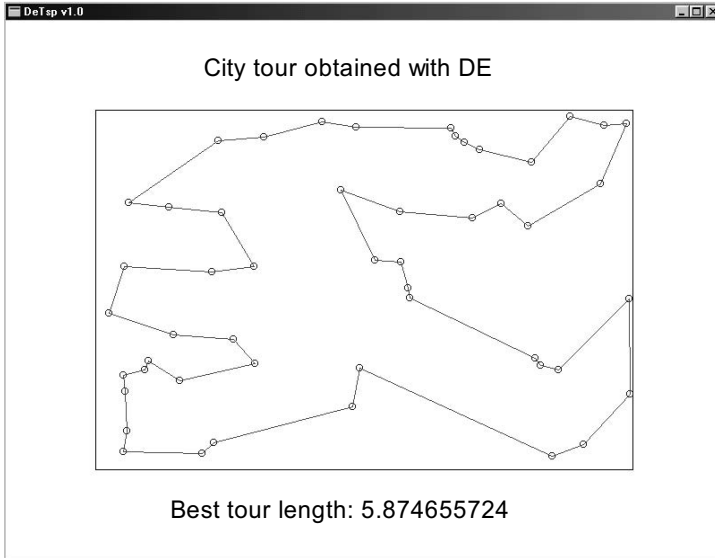 DeTsp v1.0
City tour obtained with DE
Best tour length: 5.874655724